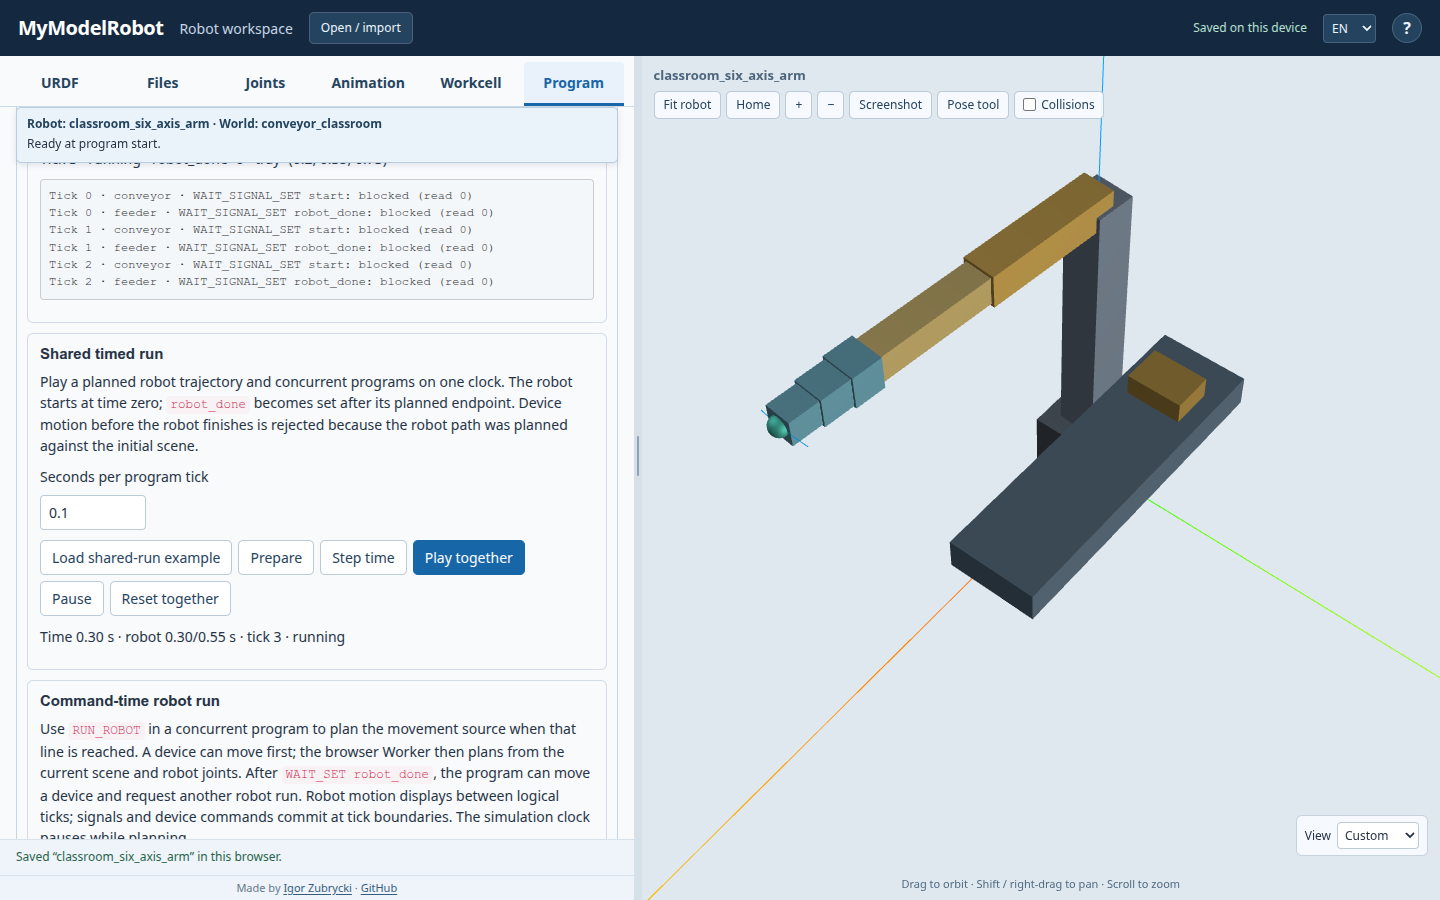 MyModelRobot Robot workspace Open / import Saved on this device EN ?
URDF Files Joints Animation Workcell Program
Robot: classroom_six_axis_arm · World: conveyor_classroom
Ready at program start.
Tick 0 · conveyor · WAIT_SIGNAL_SET start: blocked (read 0)
Tick 0 · feeder · WAIT_SIGNAL_SET robot_done: blocked (read 0)
Tick 1 · conveyor · WAIT_SIGNAL_SET start: blocked (read 0)
Tick 1 · feeder · WAIT_SIGNAL_SET robot_done: blocked (read 0)
Tick 2 · conveyor · WAIT_SIGNAL_SET start: blocked (read 0)
Tick 2 · feeder · WAIT_SIGNAL_SET robot_done: blocked (read 0)
Shared timed run
Play a planned robot trajectory and concurrent programs on one clock. The robot
starts at time zero; robot_done becomes set after its planned endpoint. Device
motion before the robot finishes is rejected because the robot path was planned
against the initial scene.
Seconds per program tick
0.1
Load shared-run example Prepare Step time Play together
Pause Reset together
Time 0.30 s · robot 0.30/0.55 s · tick 3 · running
Command-time robot run
Use RUN_ROBOT in a concurrent program to plan the movement source when that
line is reached. A device can move first; the browser Worker then plans from the
current scene and robot joints. After WAIT_SET robot_done, the program can move
a device and request another robot run. Robot motion displays between logical
ticks; signals and device commands commit at tick boundaries. The simulation clock
pauses while planning.
Saved “classroom_six_axis_arm” in this browser.
Made by Igor Zubrycki · GitHub
classroom_six_axis_arm
Fit robot Home + − Screenshot Pose tool Collisions
View Custom
Drag to orbit · Shift / right-drag to pan · Scroll to zoom